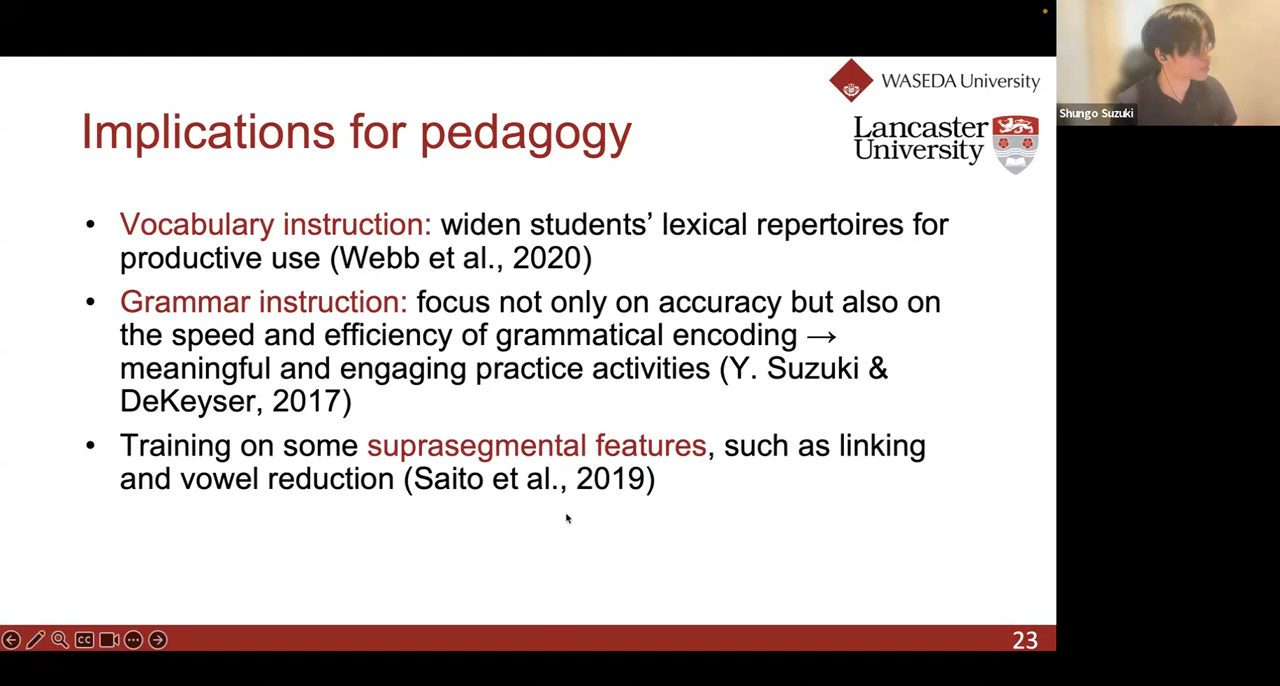 WASEDA University
Lancaster
University
Shungo Suzuki
Implications for pedagogy
• Vocabulary instruction: widen students’ lexical repertoires for
productive use (Webb et al., 2020)
• Grammar instruction: focus not only on accuracy but also on
the speed and efficiency of grammatical encoding →
meaningful and engaging practice activities (Y. Suzuki &
DeKeyser, 2017)
• Training on some suprasegmental features, such as linking
and vowel reduction (Saito et al., 2019)
CC
23